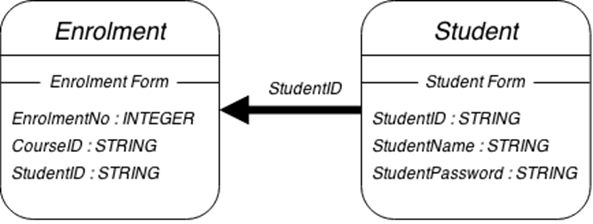 Enrolment
Enrolment Form
EnrolmentNo : INTEGER
CourseID : STRING
StudentID : STRING
StudentID
Student
Student Form
StudentID : STRING
StudentName : STRING
StudentPassword : STRING